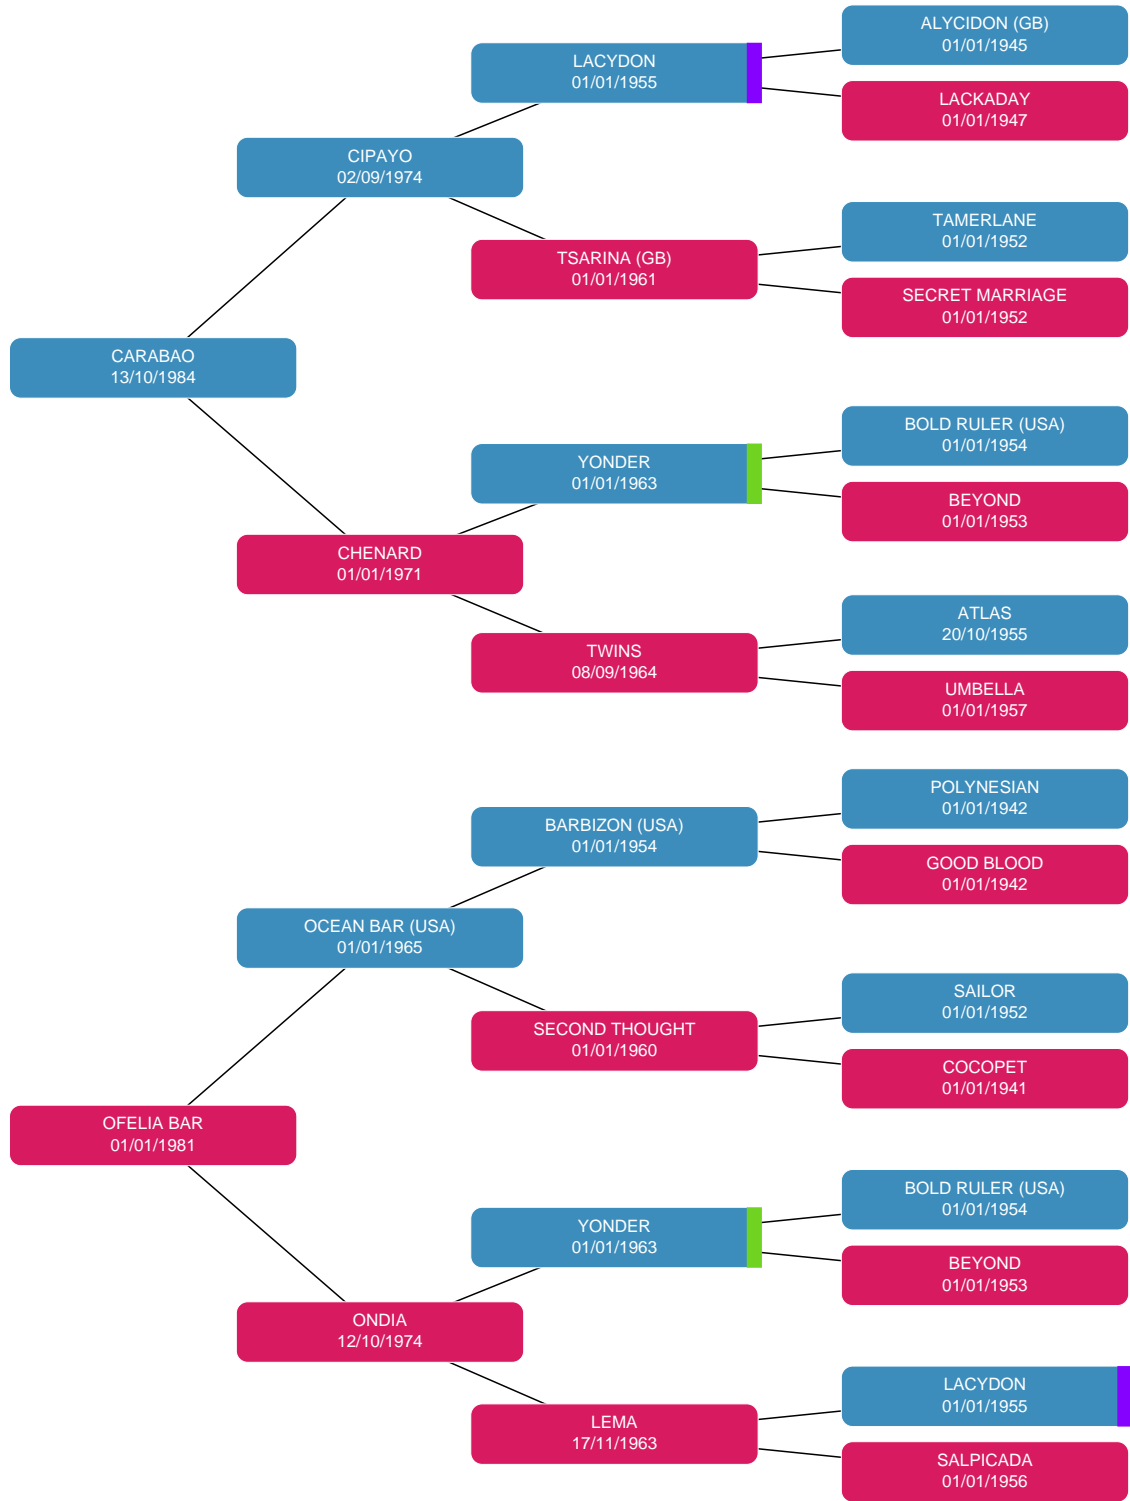 ALYCIDON (GB)
01/01/1945
LACYDON
01/01/1955
LACKADAY
01/01/1947
CIPAYO
02/09/1974
TAMERLANE
01/01/1952
TSARINA (GB)
01/01/1961
SECRET MARRIAGE
01/01/1952
CARABAO
13/10/1984
BOLD RULER (USA)
01/01/1954
YONDER
01/01/1963
BEYOND
01/01/1953
CHENARD
01/01/1971
ATLAS
20/10/1955
TWINS
08/09/1964
UMBELLA
01/01/1957
POLYNESIAN
01/01/1942
BARBIZON (USA)
01/01/1954
GOOD BLOOD
01/01/1942
OCEAN BAR (USA)
01/01/1965
SAILOR
01/01/1952
SECOND THOUGHT
01/01/1960
COCOPET
01/01/1941
OFELIA BAR
01/01/1981
BOLD RULER (USA)
01/01/1954
YONDER
01/01/1963
BEYOND
01/01/1953
ONDIA
12/10/1974
LACYDON
01/01/1955
LEMA
17/11/1963
SALPICADA
01/01/1956